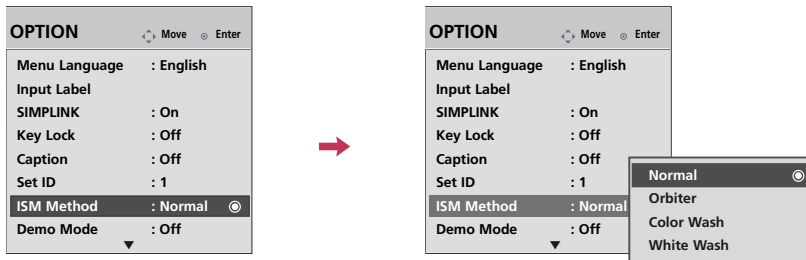 OPTION Move Enter
Menu Language : English
Input Label
SIMPLINK : On
Key Lock : Off
Caption : Off
Set ID : 1
ISM Method : Normal
Demo Mode : Off
OPTION Move Enter
Menu Language : English
Input Label
SIMPLINK : On
Key Lock : Off
Caption : Off
Set ID : 1
ISM Method : Normal
Demo Mode : Off
Normal
Orbiter
Color Wash
White Wash